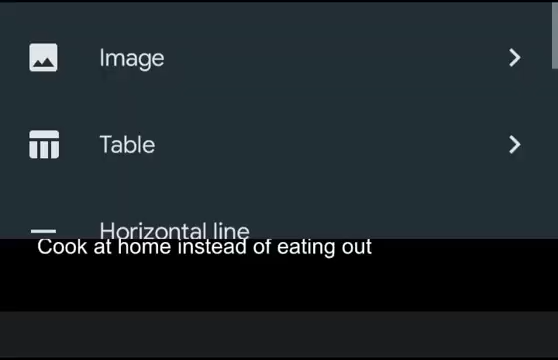 Image
Table
Horizontal line
Cook at home instead of eating out